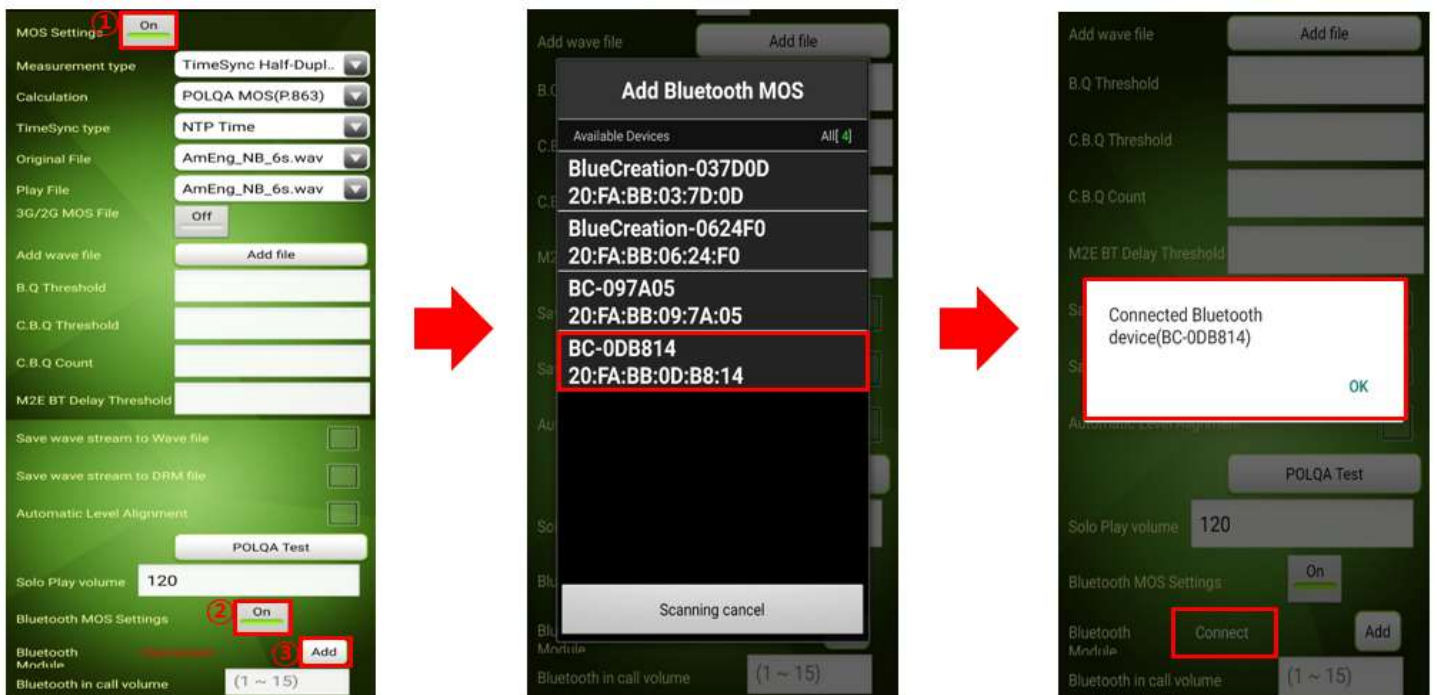 ①
MOS Settings
On
Measurement type
TimeSync Half-Dupl..
Calculation
POLQA MOS(P.863)
TimeSync type
NTP Time
Original File
AmEng_NB_6s.wav
Play File
AmEng_NB_6s.wav
3G/2G MOS File
Off
Add wave file
Add file
B.Q Threshold
C.B.Q Threshold
C.B.Q Count
M2E BT Delay Threshold
Save wave stream to Wave file
Save wave stream to DRM file
Automatic Level Alignment
POLQA Test
Solo Play volume
120
Bluetooth MOS Settings
②
On
Bluetooth
Module
③
Add
Bluetooth in call volume
(1 ~ 15)
Add wave file
Add file
Add Bluetooth MOS
Available Devices
All[ 4]
BlueCreation-037D0D
20:FA:BB:03:7D:0D
BlueCreation-0624F0
20:FA:BB:06:24:F0
BC-097A05
20:FA:BB:09:7A:05
BC-0DB814
20:FA:BB:0D:B8:14
Scanning cancel
Module
Bluetooth in call volume
(1 ~ 15)
Add wave file
Add file
B.Q Threshold
C.B.Q Threshold
C.B.Q Count
M2E BT Delay Threshold
Connected Bluetooth
device(BC-0DB814)
OK
Automatic Level Alignment
POLQA Test
Solo Play volume
120
Bluetooth MOS Settings
On
Bluetooth
Module
Connect
Add
Bluetooth in call volume
(1 ~ 15)